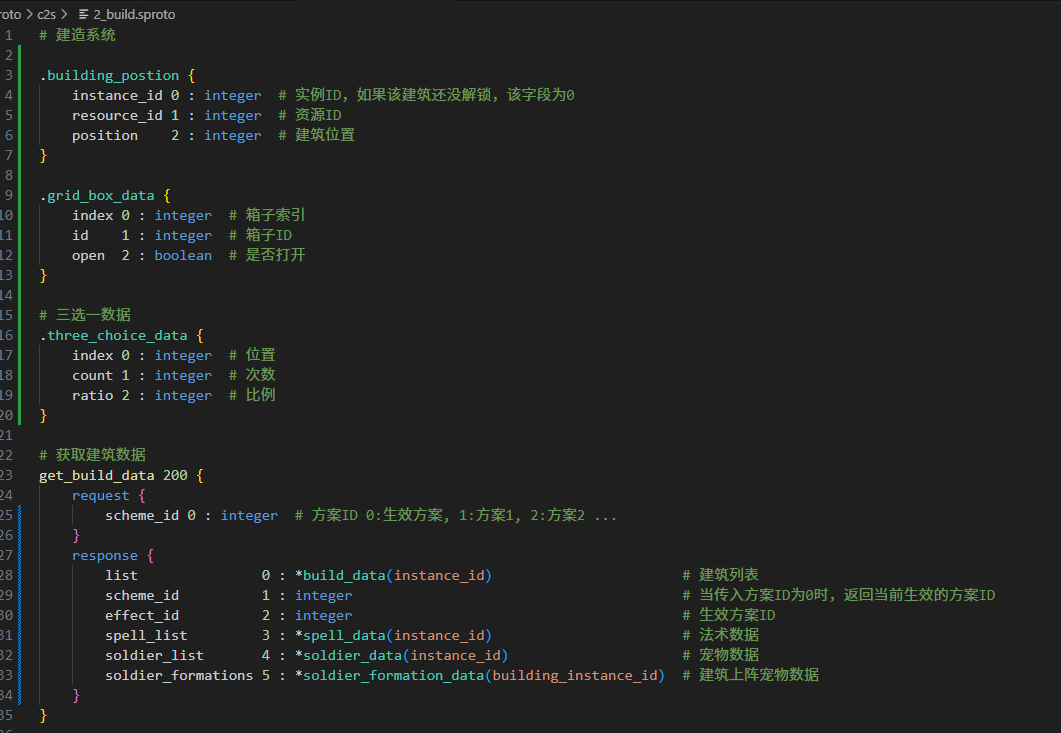 roto > c2s > 2_build.sproto
1 # 建造系统
2
3 .building_postion {
4 instance_id 0 : integer # 实例ID，如果该建筑还没解锁，该字段为0
5 resource_id 1 : integer # 资源ID
6 position 2 : integer # 建筑位置
7 }
8
9 .grid_box_data {
10 index 0 : integer # 箱子索引
11 id 1 : integer # 箱子ID
12 open 2 : boolean # 是否打开
13 }
14
15 # 三选一数据
16 .three_choice_data {
17 index 0 : integer # 位置
18 count 1 : integer # 次数
19 ratio 2 : integer # 比例
20 }
21
22 # 获取建筑数据
23 get_build_data 200 {
24 request {
25 scheme_id 0 : integer # 方案ID 0:生效方案, 1:方案1, 2:方案2 ...
26 }
27 response {
28 list 0 : *build_data(instance_id) # 建筑列表
29 scheme_id 1 : integer # 当传入方案ID为0时，返回当前生效的方案ID
30 effect_id 2 : integer # 生效方案ID
31 spell_list 3 : *spell_data(instance_id) # 法术数据
32 soldier_list 4 : *soldier_data(instance_id) # 宠物数据
33 soldier_formations 5 : *soldier_formation_data(building_instance_id) # 建筑上阵宠物数据
34 }
35 }